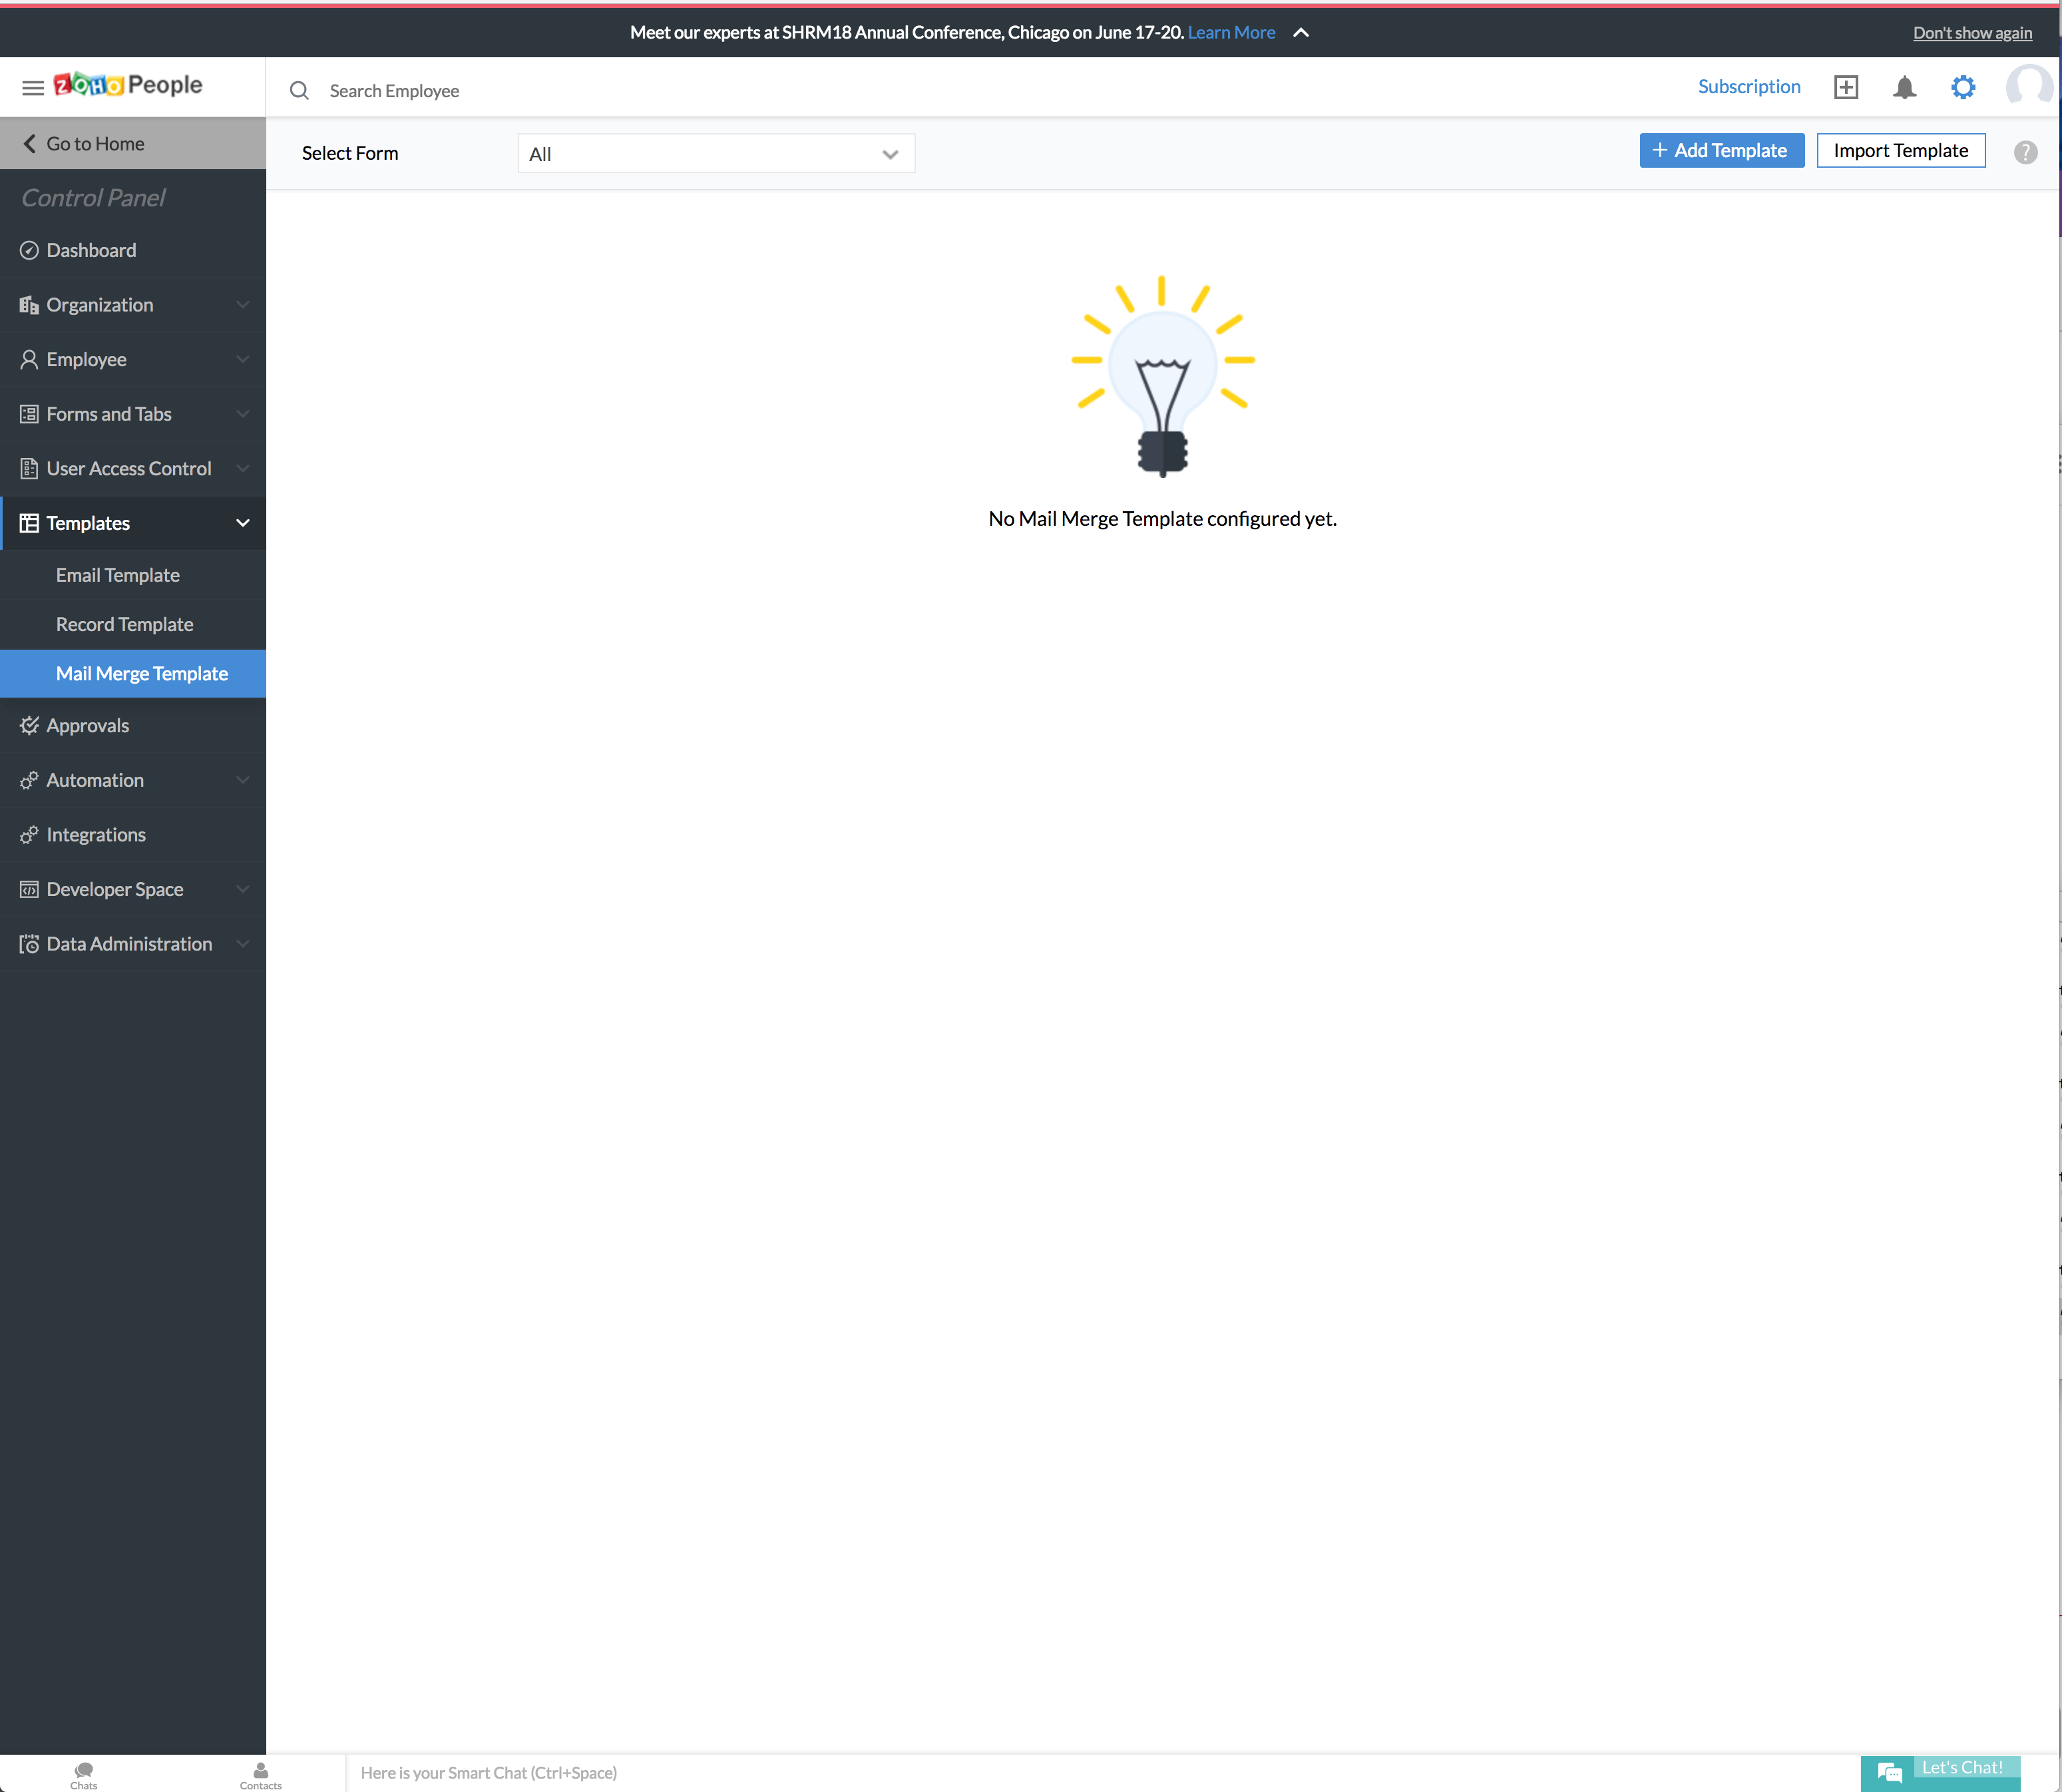 Meet our experts at SHRM18 Annual Conference, Chicago on June 17-20. Learn More
Don't show again
ZOHO People
Search Employee
Subscription
Go to Home
Select Form
All
+ Add Template
Import Template
?
Control Panel
Dashboard
Organization
Employee
Forms and Tabs
User Access Control
Templates
Email Template
Record Template
Mail Merge Template
Approvals
Automation
Integrations
Developer Space
Data Administration
No Mail Merge Template configured yet.
Chats
Contacts
Here is your Smart Chat (Ctrl+Space)
Let's Chat!